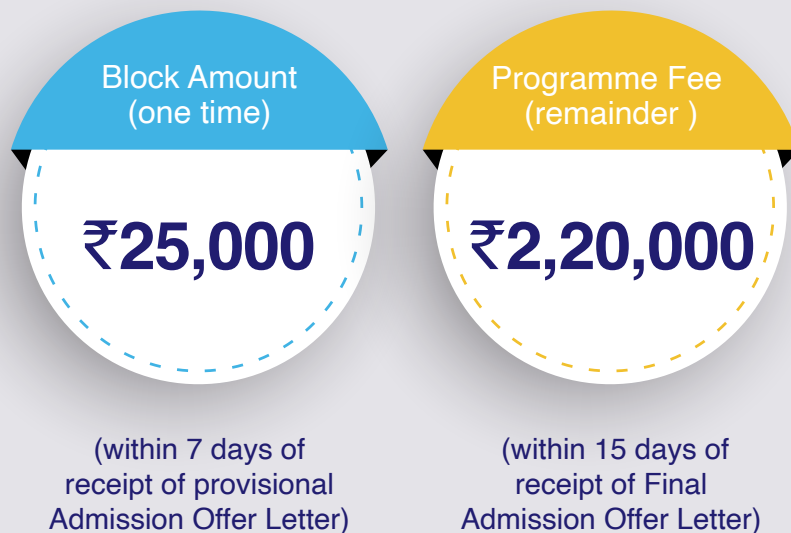 Block Amount
(one time)
₹25,000
(within 7 days of
receipt of provisional
Admission Offer Letter)
Programme Fee
(remainder )
₹2,20,000
(within 15 days of
receipt of Final
Admission Offer Letter)